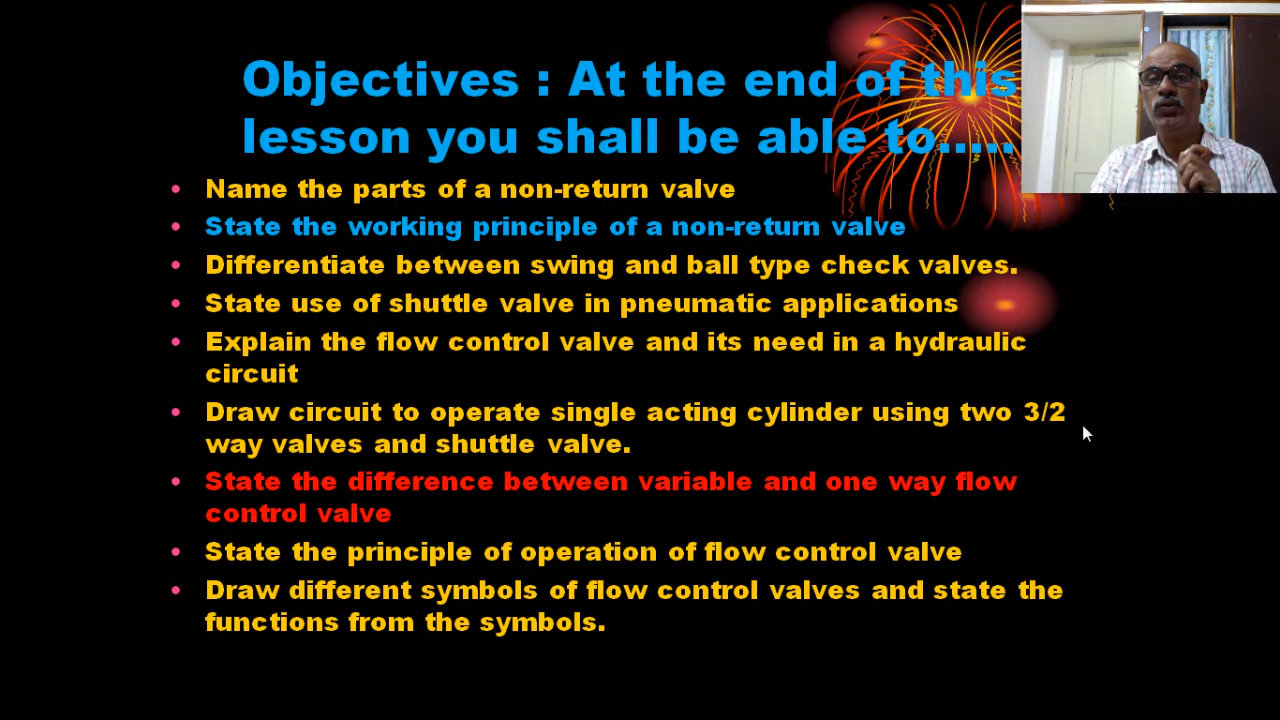 Objectives : At the end of this
lesson you shall be able to.....
• Name the parts of a non-return valve
• State the working principle of a non-return valve
• Differentiate between swing and ball type check valves.
• State use of shuttle valve in pneumatic applications
• Explain the flow control valve and its need in a hydraulic
circuit
• Draw circuit to operate single acting cylinder using two 3/2
way valves and shuttle valve.
• State the difference between variable and one way flow
control valve
• State the principle of operation of flow control valve
• Draw different symbols of flow control valves and state the
functions from the symbols.